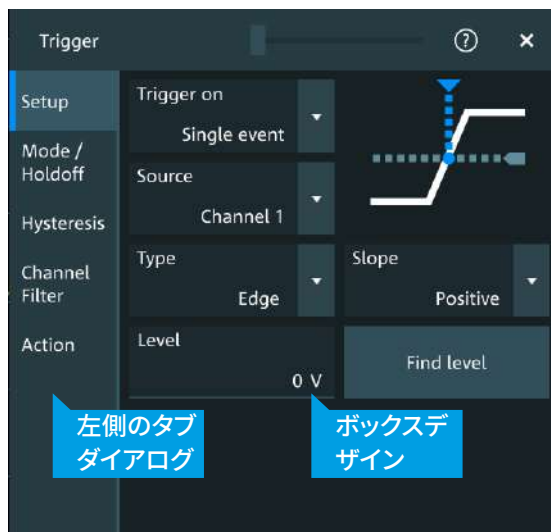 Trigger
?
×
Setup
Mode /
Holdoff
Hysteresis
Channel
Filter
Action
Trigger on
Single event
Source
Channel 1
Type
Edge
Slope
Positive
Level
0 V
Find level
左側のタブ
ダイアログ
ボックスデ
ザイン